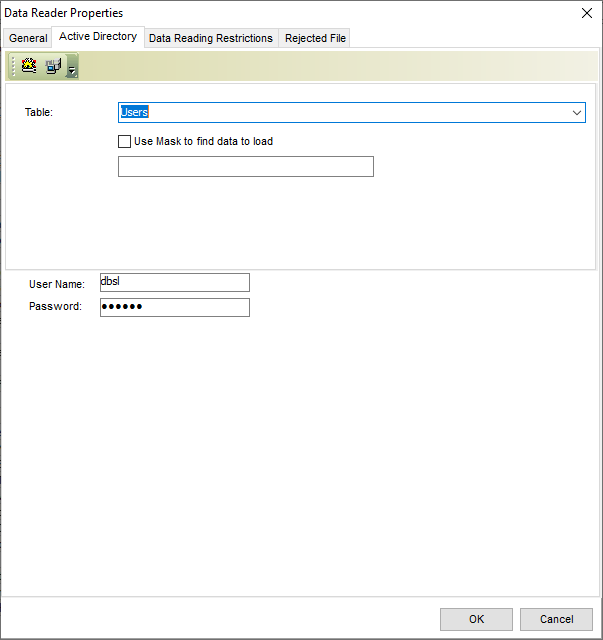 Data Reader Properties
General Active Directory Data Reading Restrictions Rejected File
Table: Users
Use Mask to find data to load
User Name: dbsl
Password: ●●●●●●
OK Cancel